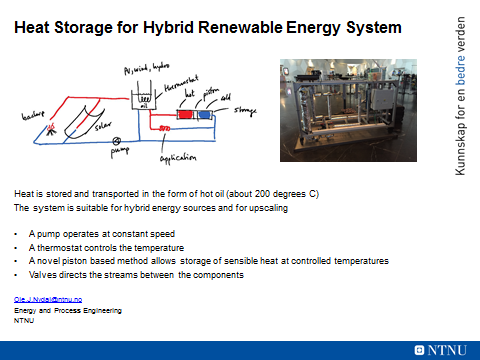 Heat Storage for Hybrid Renewable Energy System
PV, wind, hydro
thermostat
oil
hot
piston
cold
storage
backup
solar
pump
application
Kunnskap for en bedre verden
Heat is stored and transported in the form of hot oil (about 200 degrees C)
The system is suitable for hybrid energy sources and for upscaling
• A pump operates at constant speed
• A thermostat controls the temperature
• A novel piston based method allows storage of sensible heat at controlled temperatures
• Valves directs the streams between the components
Ole.J.Nydal@ntnu.no
Energy and Process Engineering
NTNU
NTNU